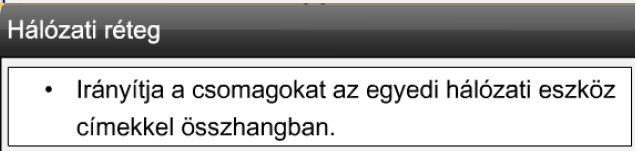 Hálózati réteg
• Irányítja a csomagokat az egyedi hálózati eszköz
címekkel összhangban.